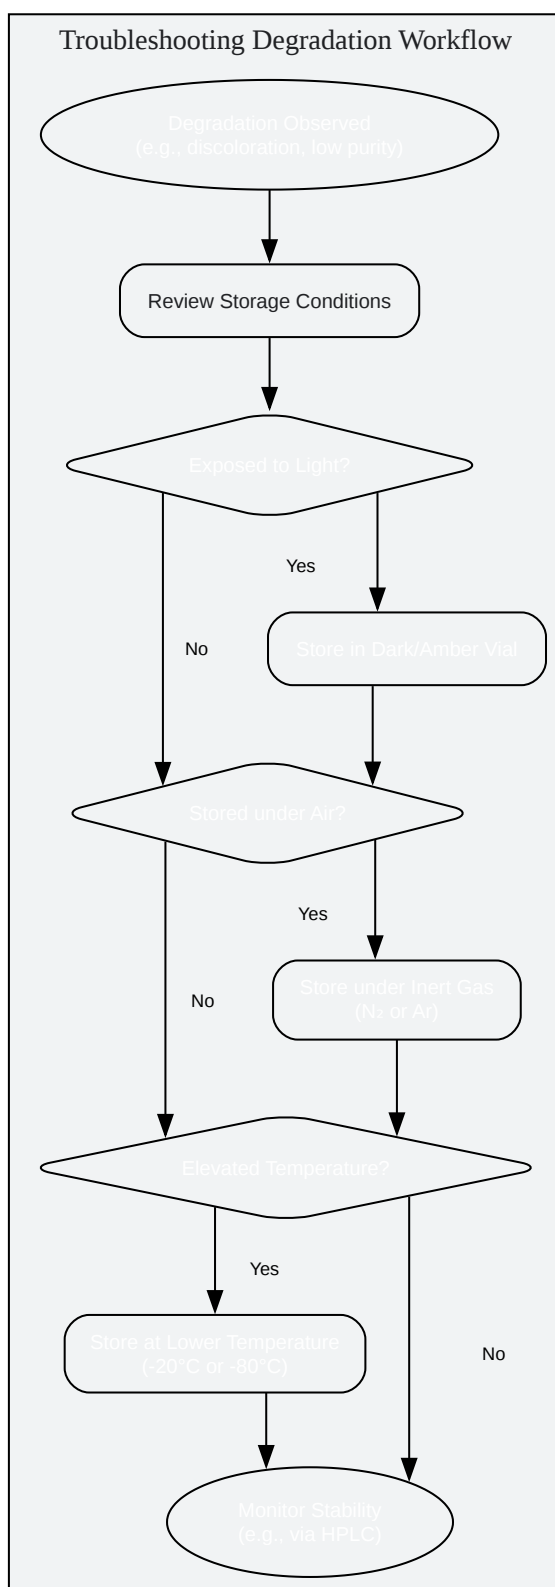 Troubleshooting Degradation Workflow
Degradation Observed
(e.g., discoloration, low purity)
Review Storage Conditions
Exposed to Light?
Yes
No
Store in Dark/Amber Vial
Stored under Air?
Yes
No
Store under Inert Gas
(N₂ or Ar)
Elevated Temperature?
Yes
Store at Lower Temperature
(-20°C or -80°C)
No
Monitor Stability
(e.g., via HPLC)